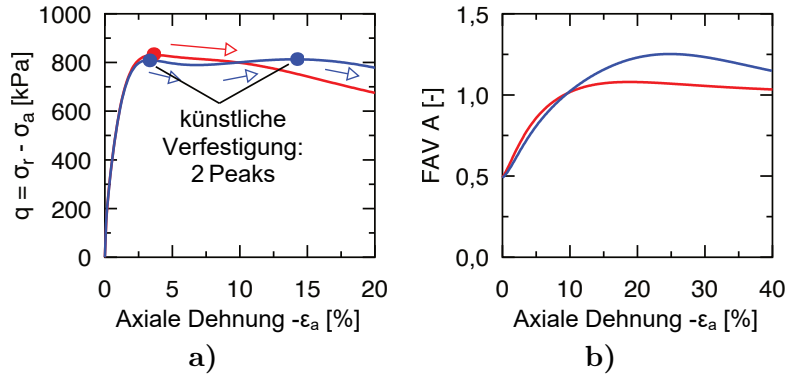 1000
800
600
400
200
0
q = σr - σa [kPa]
künstliche
Verfestigung:
2 Peaks
0
5
10
15
20
Axiale Dehnung -εa [%]
a)
1,5
1,0
0,5
0,0
FAV A [-]
0
10
20
30
40
Axiale Dehnung -εa [%]
b)